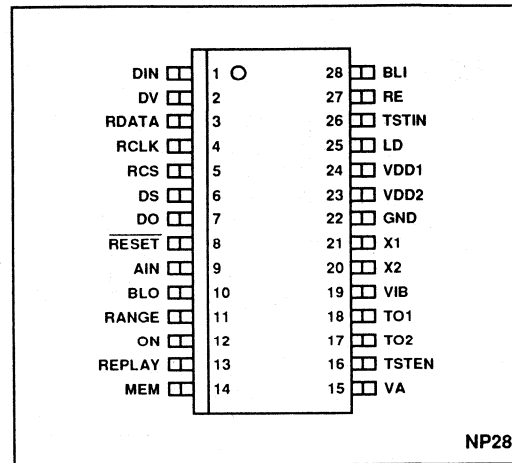 DIN 1 28 BLI
DV 2 27 RE
RDATA 3 26 TSTIN
RCLK 4 25 LD
RCS 5 24 VDD1
DS 6 23 VDD2
DO 7 22 GND
RESET 8 21 X1
AIN 9 20 X2
BLO 10 19 VIB
RANGE 11 18 TO1
ON 12 17 TO2
REPLAY 13 16 TSTEN
MEM 14 15 VA
NP28